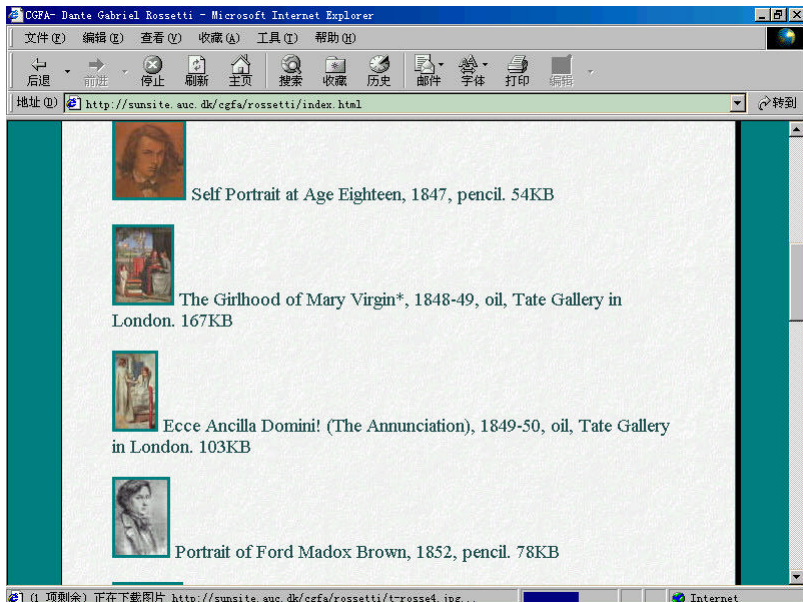 CGFA- Dante Gabriel Rossetti - Microsoft Internet Explorer
文件(F) 编辑(E) 查看(V) 收藏(A) 工具(T) 帮助(H)
后退 前进 停止 刷新 主页 搜索 收藏 历史 邮件 字体 打印 编辑
地址(D) http://sunsite.auc.dk/cgfa/rossetti/index.html 转到
Self Portrait at Age Eighteen, 1847, pencil. 54KB
The Girlhood of Mary Virgin*, 1848-49, oil, Tate Gallery in
London. 167KB
Ecce Ancilla Domini! (The Annunciation), 1849-50, oil, Tate Gallery
in London. 103KB
Portrait of Ford Madox Brown, 1852, pencil. 78KB
(1 项剩余) 正在下载图片 http://sunsite.auc.dk/cgfa/rossetti/t-rosse4.jpg... Internet